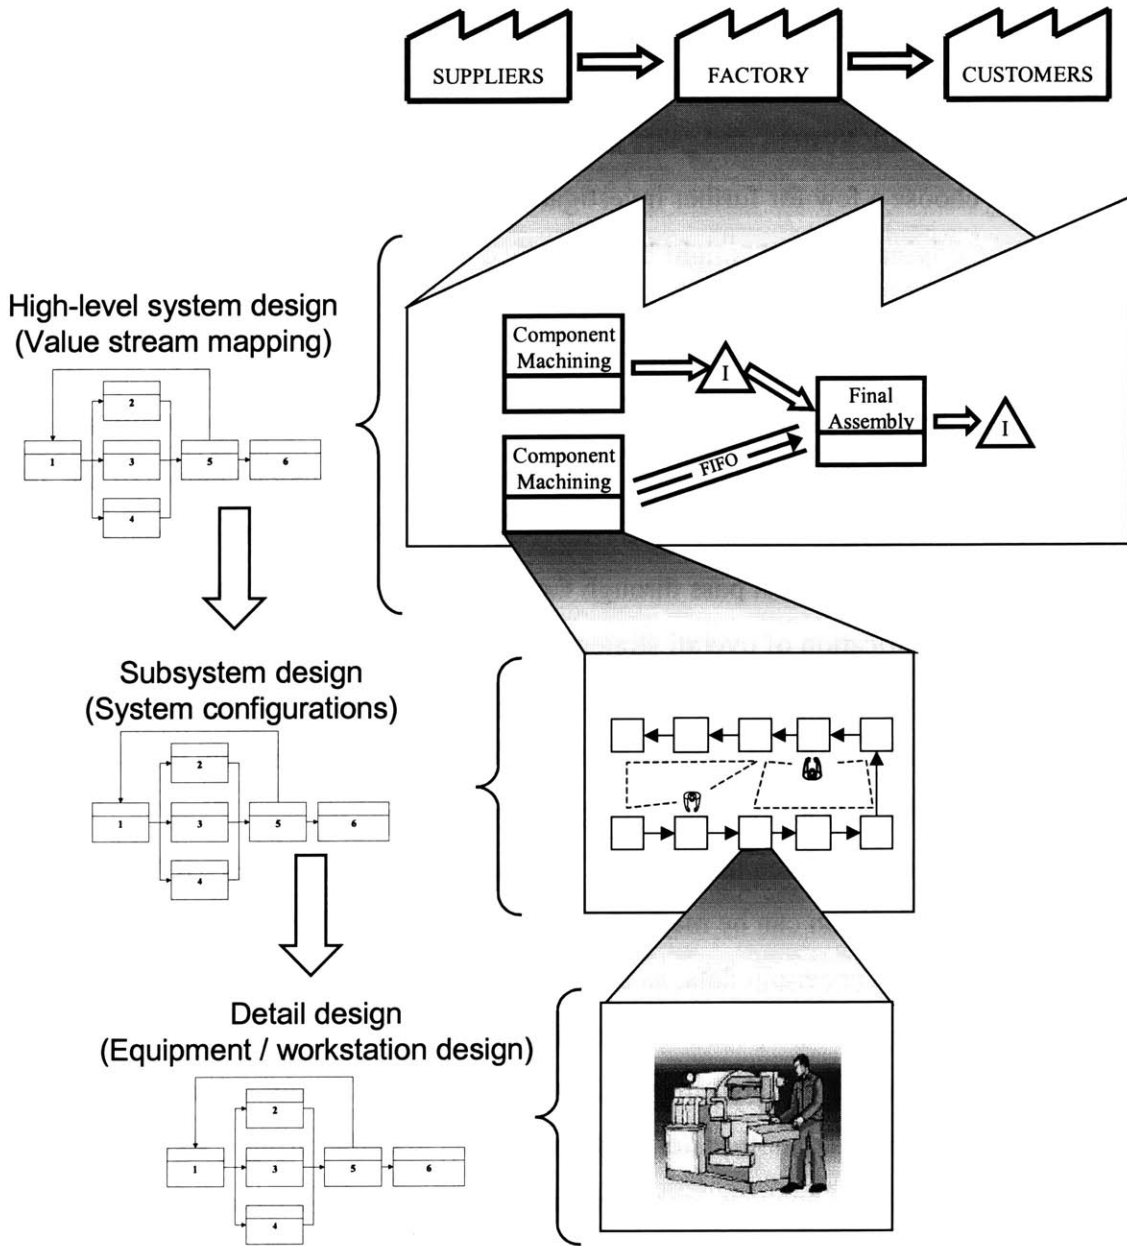 SUPPLIERS
FACTORY
CUSTOMERS
High-level system design
(Value stream mapping)
1
2
3
4
5
6
Component
Machining
I
Final
Assembly
I
Component
Machining
FIFO
Subsystem design
(System configurations)
1
2
3
4
5
6
Detail design
(Equipment / workstation design)
1
2
3
4
5
6